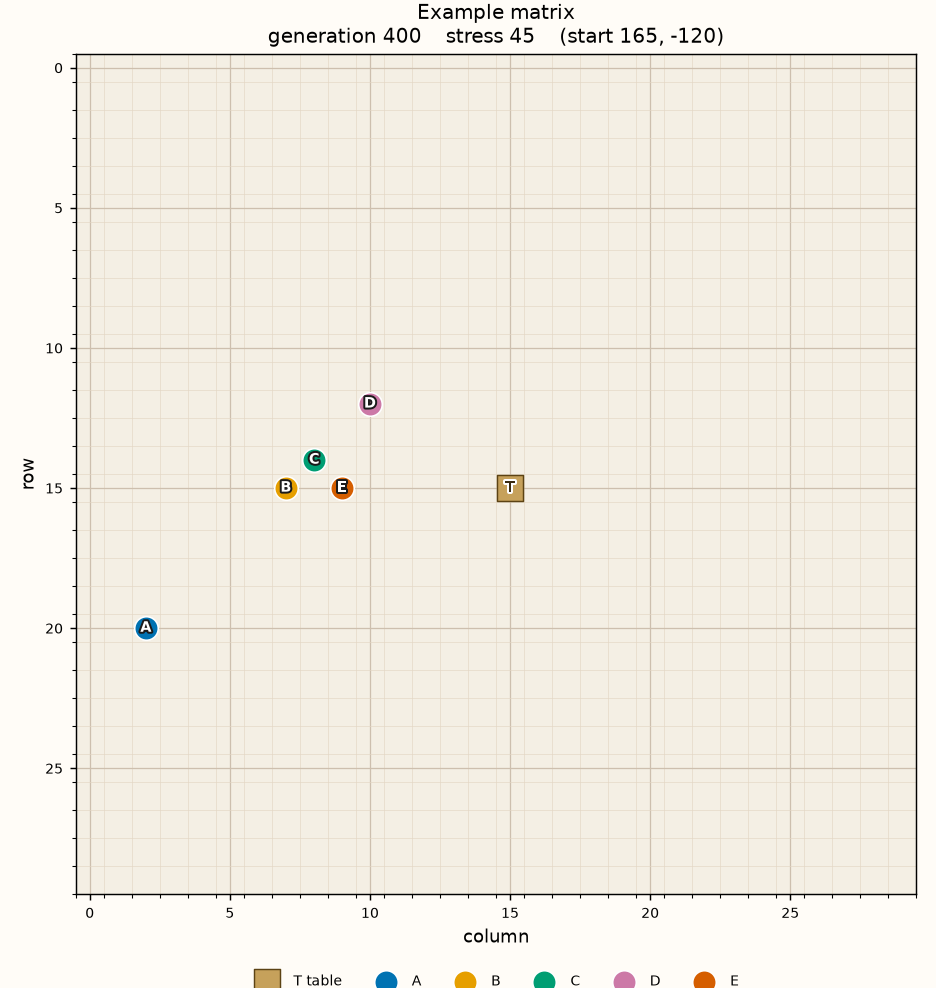 Example matrix
generation 400    stress 45    (start 165, -120)
0
5
10
D
C
row
15
B
E
T
20
A
25
0
5
10
15
20
25
column
T table
A
B
C
D
E